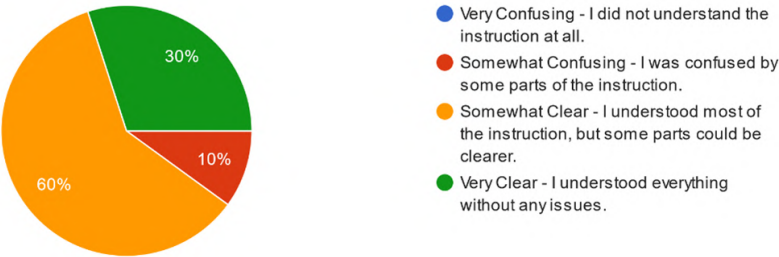 30%
10%
60%
Very Confusing - I did not understand the
instruction at all.
Somewhat Confusing - I was confused by
some parts of the instruction.
Somewhat Clear - I understood most of
the instruction, but some parts could be
clearer.
Very Clear - I understood everything
without any issues.